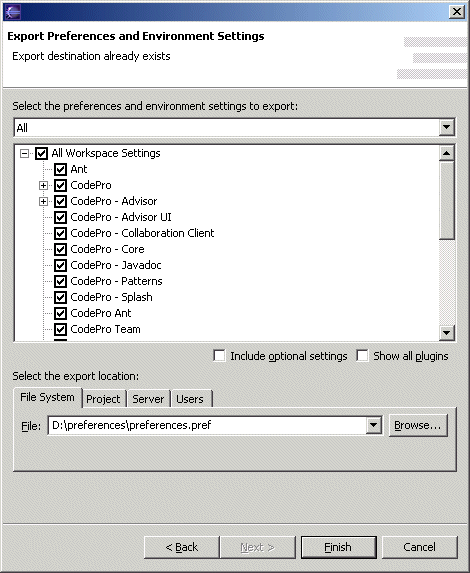 Export Preferences and Environment Settings
Export destination already exists
Select the preferences and environment settings to export:
All
All Workspace Settings
Ant
CodePro
CodePro - Advisor
CodePro - Advisor UI
CodePro - Collaboration Client
CodePro - Core
CodePro - Javadoc
CodePro - Patterns
CodePro - Splash
CodePro Ant
CodePro Team
Include optional settings Show all plugins
Select the export location:
File System Project Server Users
File: D:\preferences\preferences.pref Browse...
< Back Next > Finish Cancel